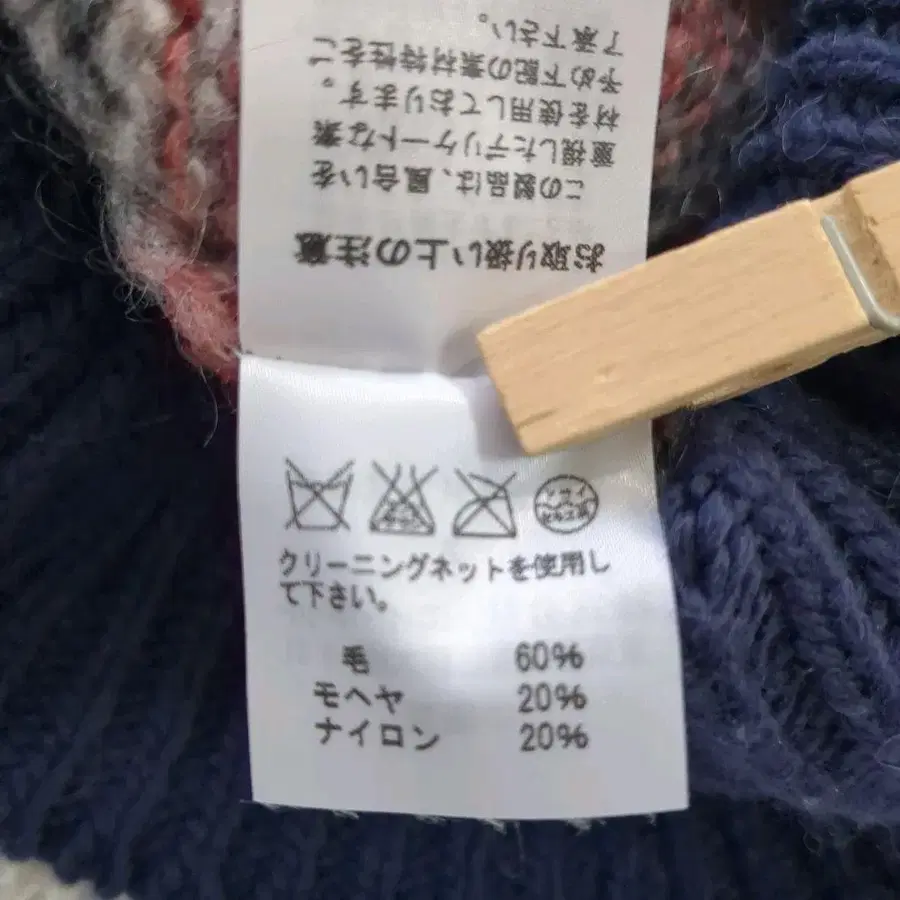 お取り扱い上の注意
この製品は、風合いを
重視したデリケートな素
材を使用しております。
予め下記の素材特性をご
了承下さい。
クリーニングネットを使用し
て下さい。
毛 60%
モヘヤ 20%
ナイロン 20%